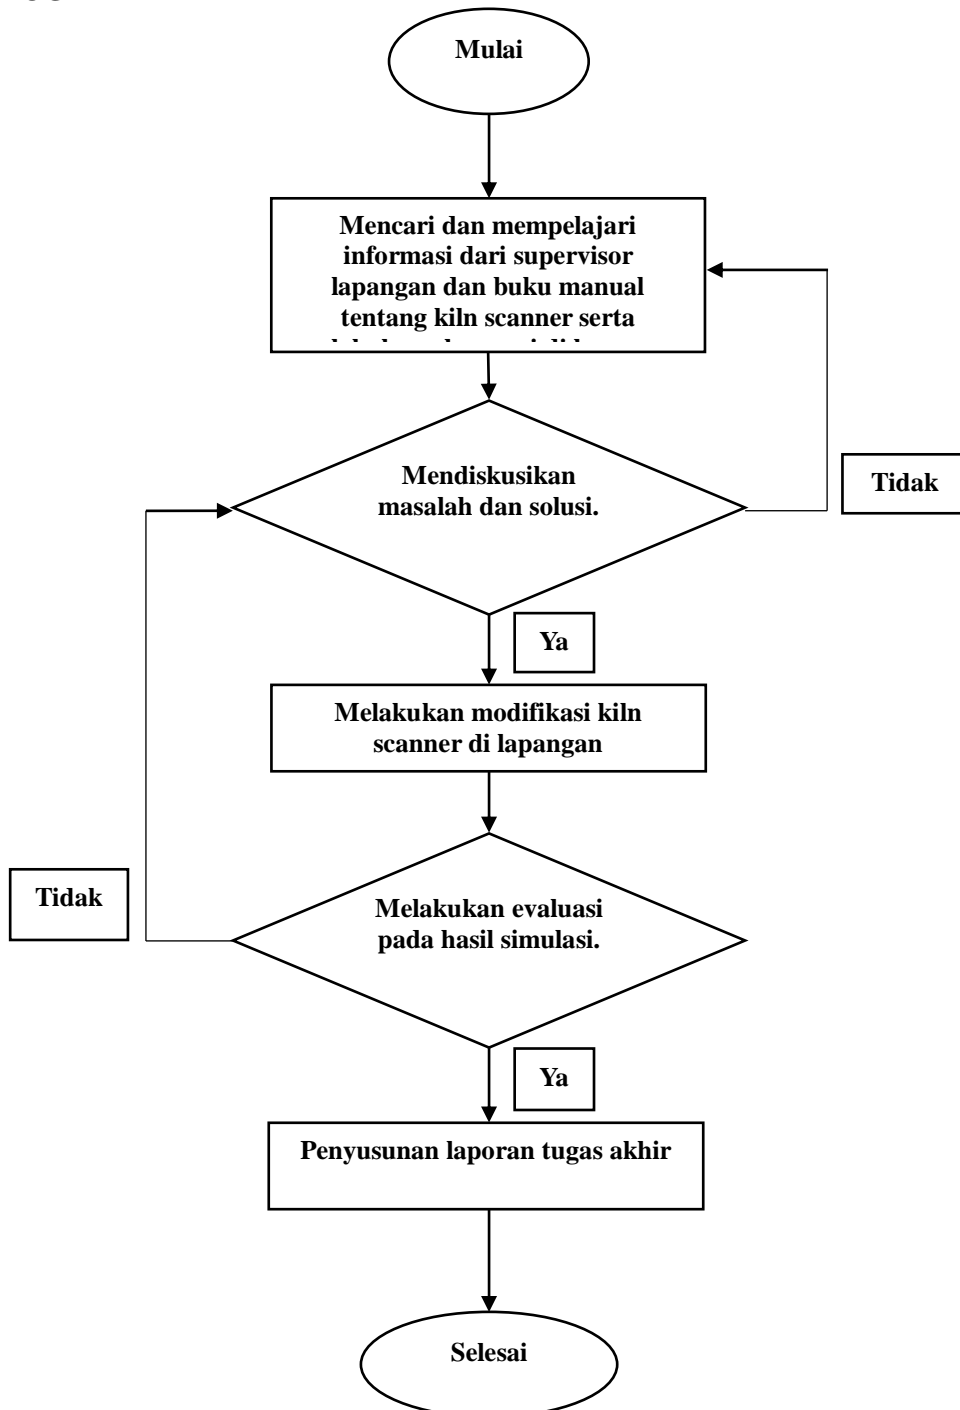 Mulai
Mencari dan mempelajari
informasi dari supervisor
lapangan dan buku manual
tentang kiln scanner serta
Mendiskusikan
masalah dan solusi.
Tidak
Ya
Melakukan modifikasi kiln
scanner di lapangan
Tidak
Melakukan evaluasi
pada hasil simulasi.
Ya
Penyusunan laporan tugas akhir
Selesai